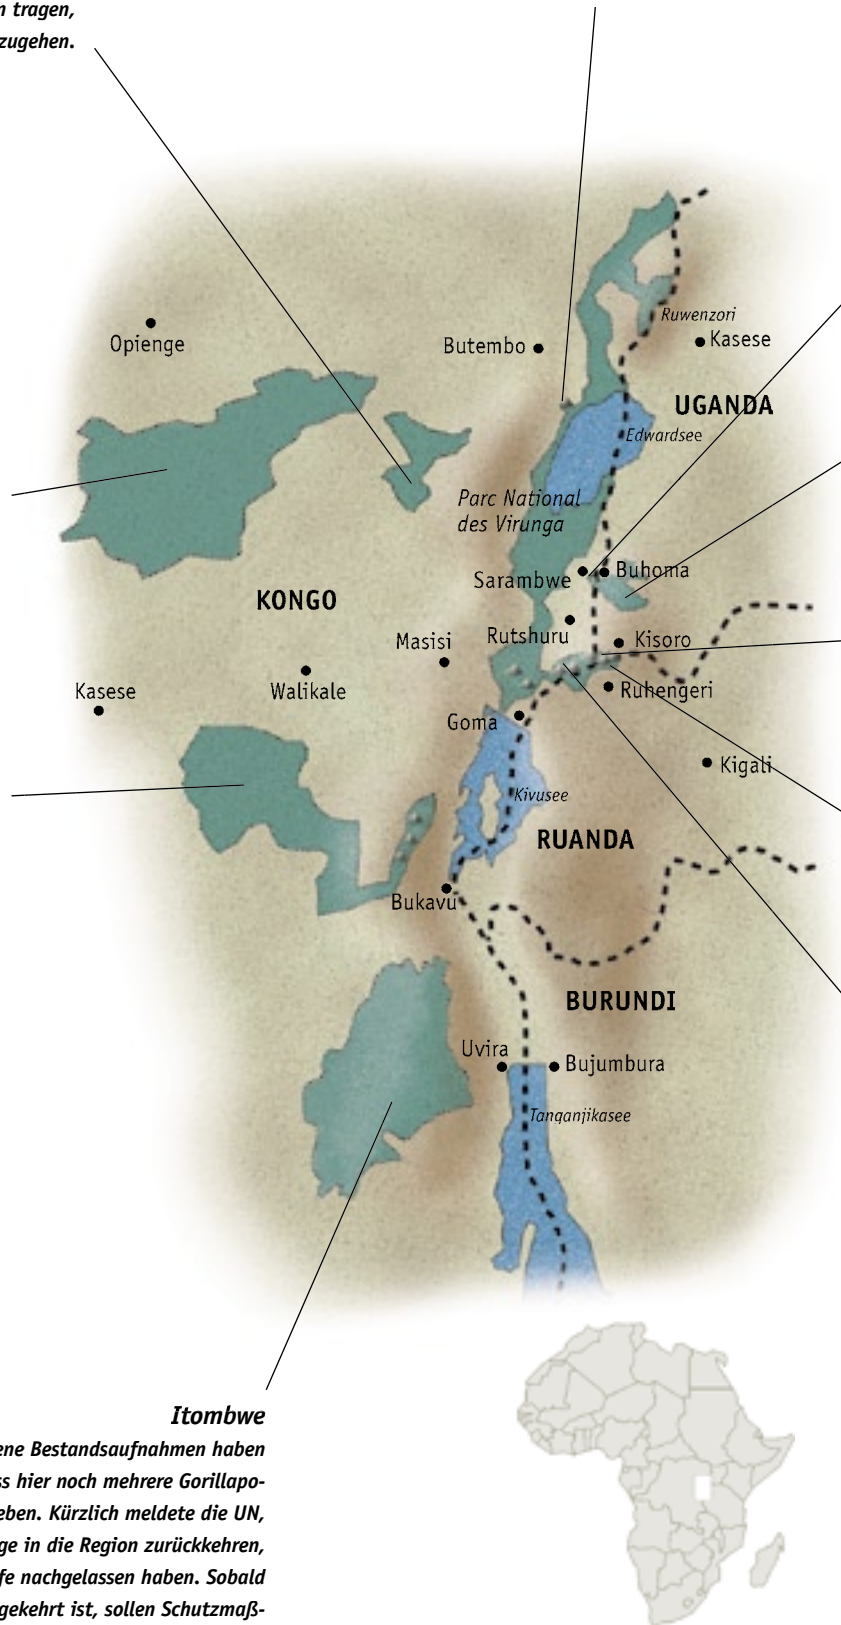 tragen,
zugehen.
Ruwenzori
Opienge
Butembo
Kasese
UGANDA
Edwardsee
Parc National
des Virunga
Sarambwe
Buhoma
KONGO
Masisi
Rutshuru
Kisoro
Kasese
Walikale
Ruhengeri
Goma
Kigali
Kivusee
RUANDA
Bukavu
BURUNDI
Uvira
Bujumbura
Tanganjikasee
Itombwe
ene Bestandsaufnahmen haben
ss hier noch mehrere Gorillapo-
eben. Kürzlich meldete die UN,
ge in die Region zurückkehren,
fe nachgelassen haben. Sobald
gekehrt ist, sollen Schutzmaß-